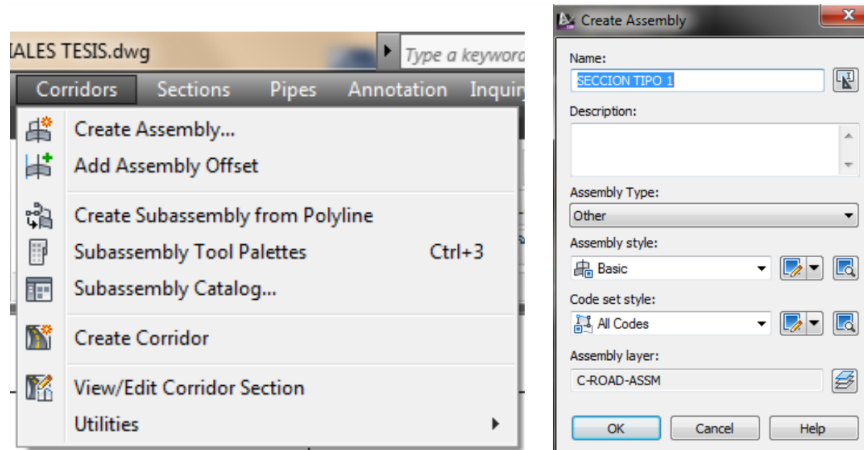 IALES TESIS.dwg
Type a keyword
Corridors Sections Pipes Annotation Inquiry
Create Assembly...
Add Assembly Offset
Create Subassembly from Polyline
Subassembly Tool Palettes Ctrl+3
Subassembly Catalog...
Create Corridor
View/Edit Corridor Section
Utilities
Create Assembly
Name:
SECCION TIPO 1
Description:
Assembly Type:
Other
Assembly style:
Basic
Code set style:
All Codes
Assembly layer:
C-ROAD-ASSM
OK Cancel Help